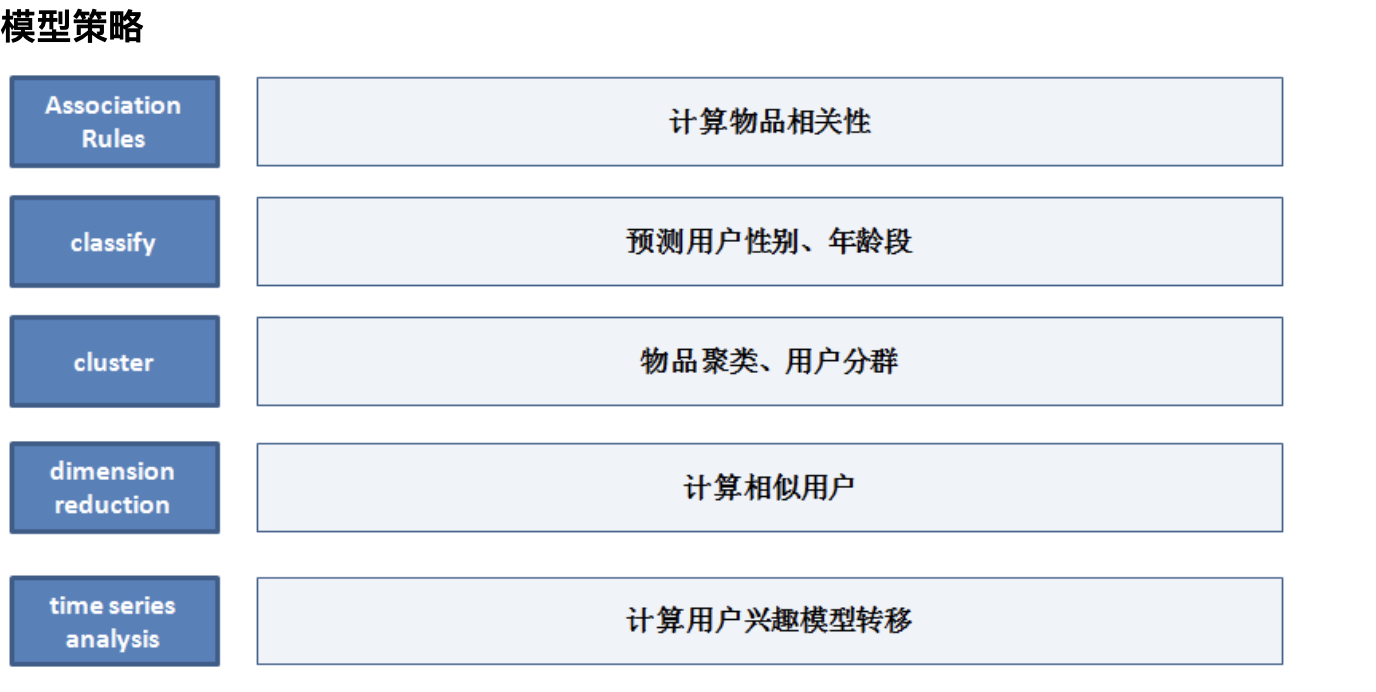 模型策略
Association
Rules
计算物品相关性
classify
预测用户性别、年龄段
cluster
物品聚类、用户分群
dimension
reduction
计算相似用户
time series
analysis
计算用户兴趣模型转移